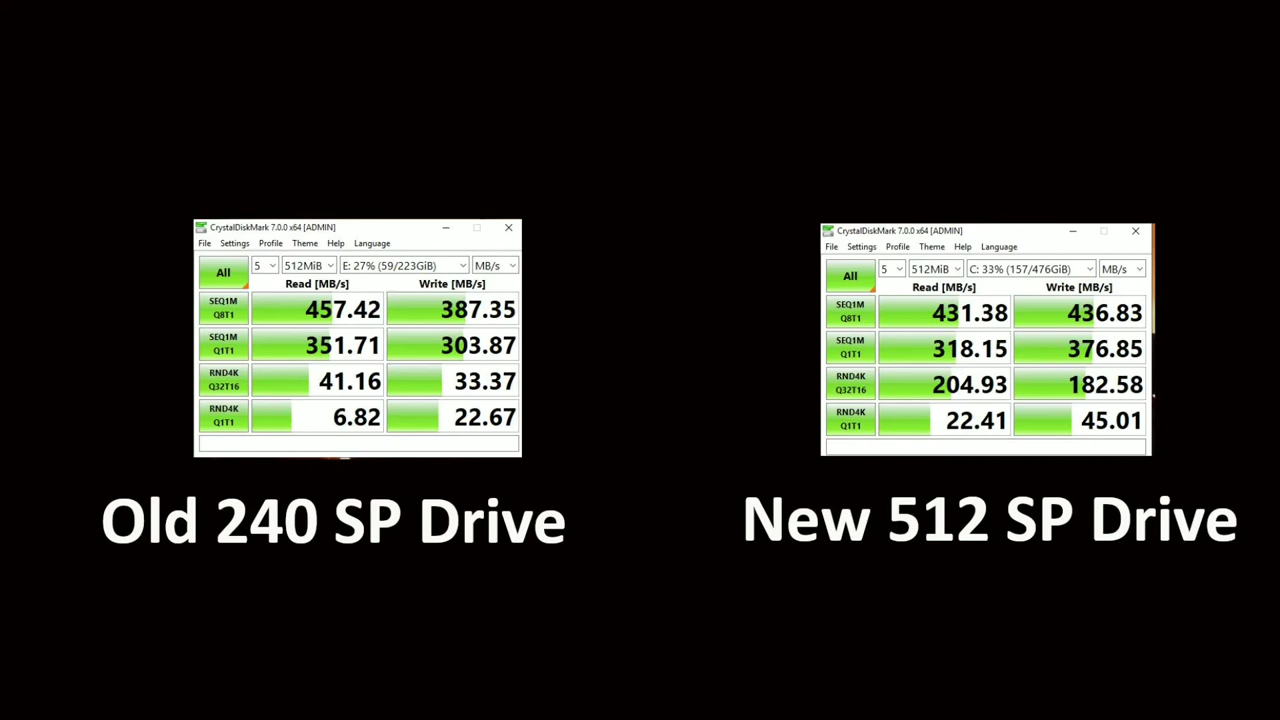 CrystalDiskMark 7.0.0 x64 [ADMIN]
File Settings Profile Theme Help Language
All 5 512MiB E: 27% (59/223GiB) MB/s
Read [MB/s] Write [MB/s]
SEQ1M Q8T1 457.42 387.35
SEQ1M Q1T1 351.71 303.87
RND4K Q32T16 41.16 33.37
RND4K Q1T1 6.82 22.67
Old 240 SP Drive
CrystalDiskMark 7.0.0 x64 [ADMIN]
File Settings Profile Theme Help Language
All 5 512MiB C: 33% (157/476GiB) MB/s
Read [MB/s] Write [MB/s]
SEQ1M Q8T1 431.38 436.83
SEQ1M Q1T1 318.15 376.85
RND4K Q32T16 204.93 182.58
RND4K Q1T1 22.41 45.01
New 512 SP Drive